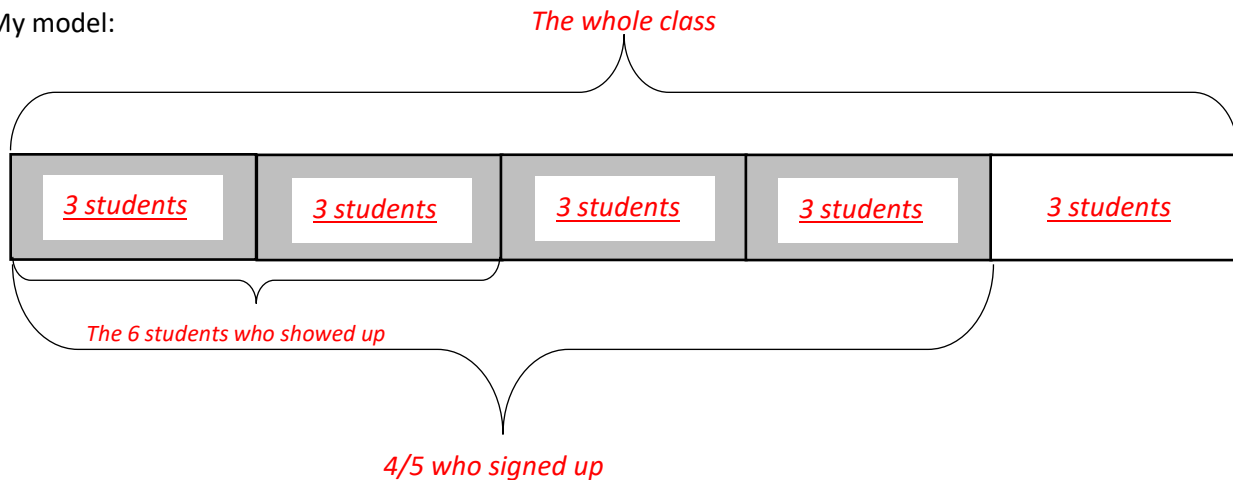 My model:
The whole class
3 students 3 students 3 students 3 students 3 students
The 6 students who showed up
4/5 who signed up